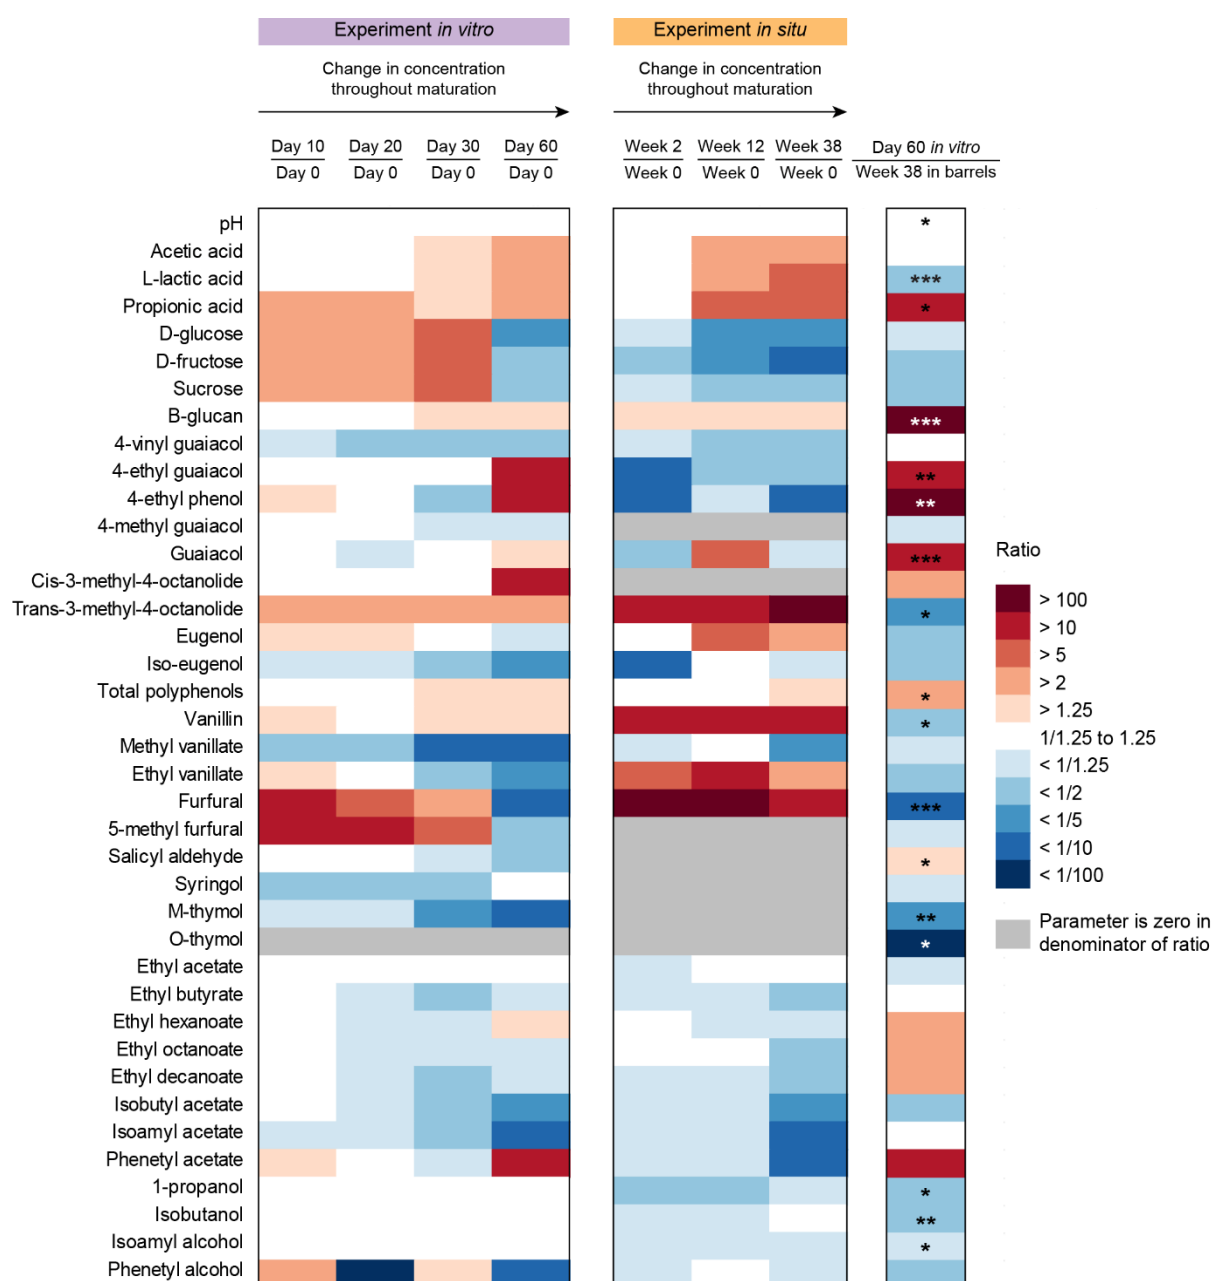 Experiment in vitro
Experiment in situ
Change in concentration
throughout maturation
Change in concentration
throughout maturation
Day 10
Day 0
Day 20
Day 0
Day 30
Day 0
Day 60
Day 0
Week 2
Week 0
Week 12
Week 0
Week 38
Week 0
Day 60 in vitro
Week 38 in barrels
pH *
Acetic acid
L-lactic acid ***
Propionic acid *
D-glucose
D-fructose
Sucrose
B-glucan ***
4-vinyl guaiacol
4-ethyl guaiacol **
4-ethyl phenol **
4-methyl guaiacol
Guaiacol ***
Cis-3-methyl-4-octanolide
Trans-3-methyl-4-octanolide *
Eugenol
Iso-eugenol
Total polyphenols *
Vanillin *
Methyl vanillate
Ethyl vanillate
Furfural ***
5-methyl furfural
Salicyl aldehyde *
Syringol
M-thymol **
O-thymol *
Ethyl acetate
Ethyl butyrate
Ethyl hexanoate
Ethyl octanoate
Ethyl decanoate
Isobutyl acetate
Isoamyl acetate
Phenetyl acetate
1-propanol *
Isobutanol **
Isoamyl alcohol *
Phenetyl alcohol
Ratio
> 100
> 10
> 5
> 2
> 1.25
1/1.25 to 1.25
< 1/1.25
< 1/2
< 1/5
< 1/10
< 1/100
Parameter is zero in
denominator of ratio